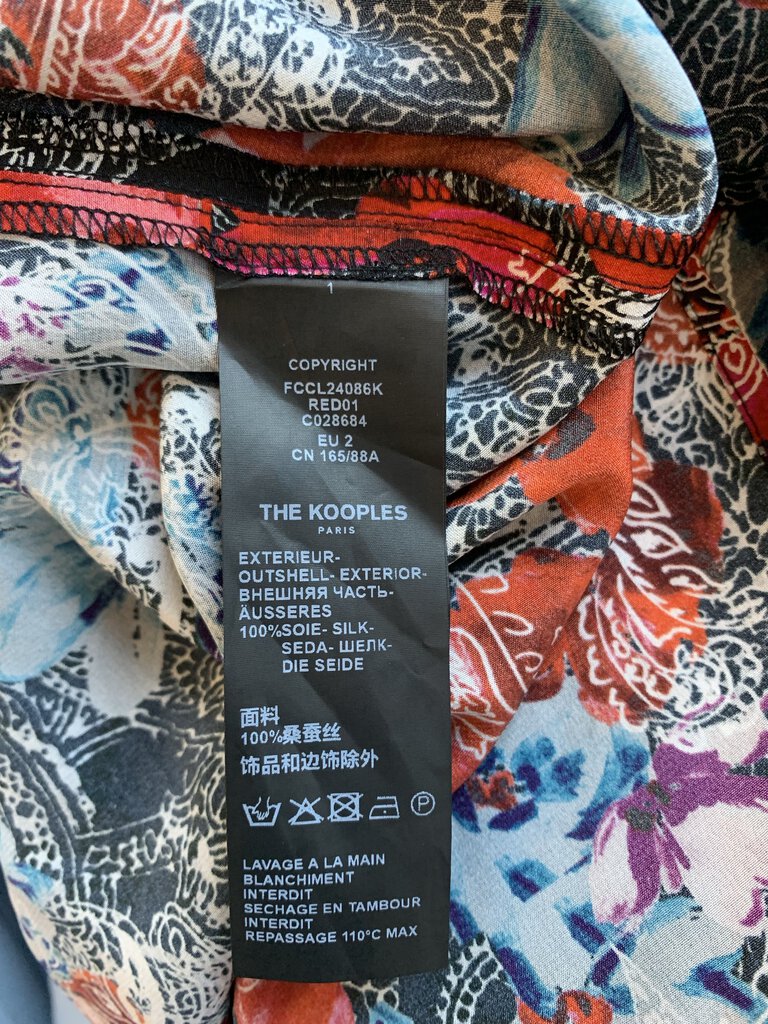 1
COPYRIGHT
FCCL24086K
RED01
C028684
EU 2
CN 165/88A
THE KOOPLES
PARIS
EXTERIEUR-
OUTSHELL- EXTERIOR-
ВНЕШНЯЯ ЧАСТЬ-
ÄUSSERES
100%SOIE- SILK-
SEDA- ШЕЛК-
DIE SEIDE
面料
100%桑蚕丝
饰品和边饰除外
P
LAVAGE A LA MAIN
BLANCHIMENT
INTERDIT
SECHAGE EN TAMBOUR
INTERDIT
REPASSAGE 110°C MAX